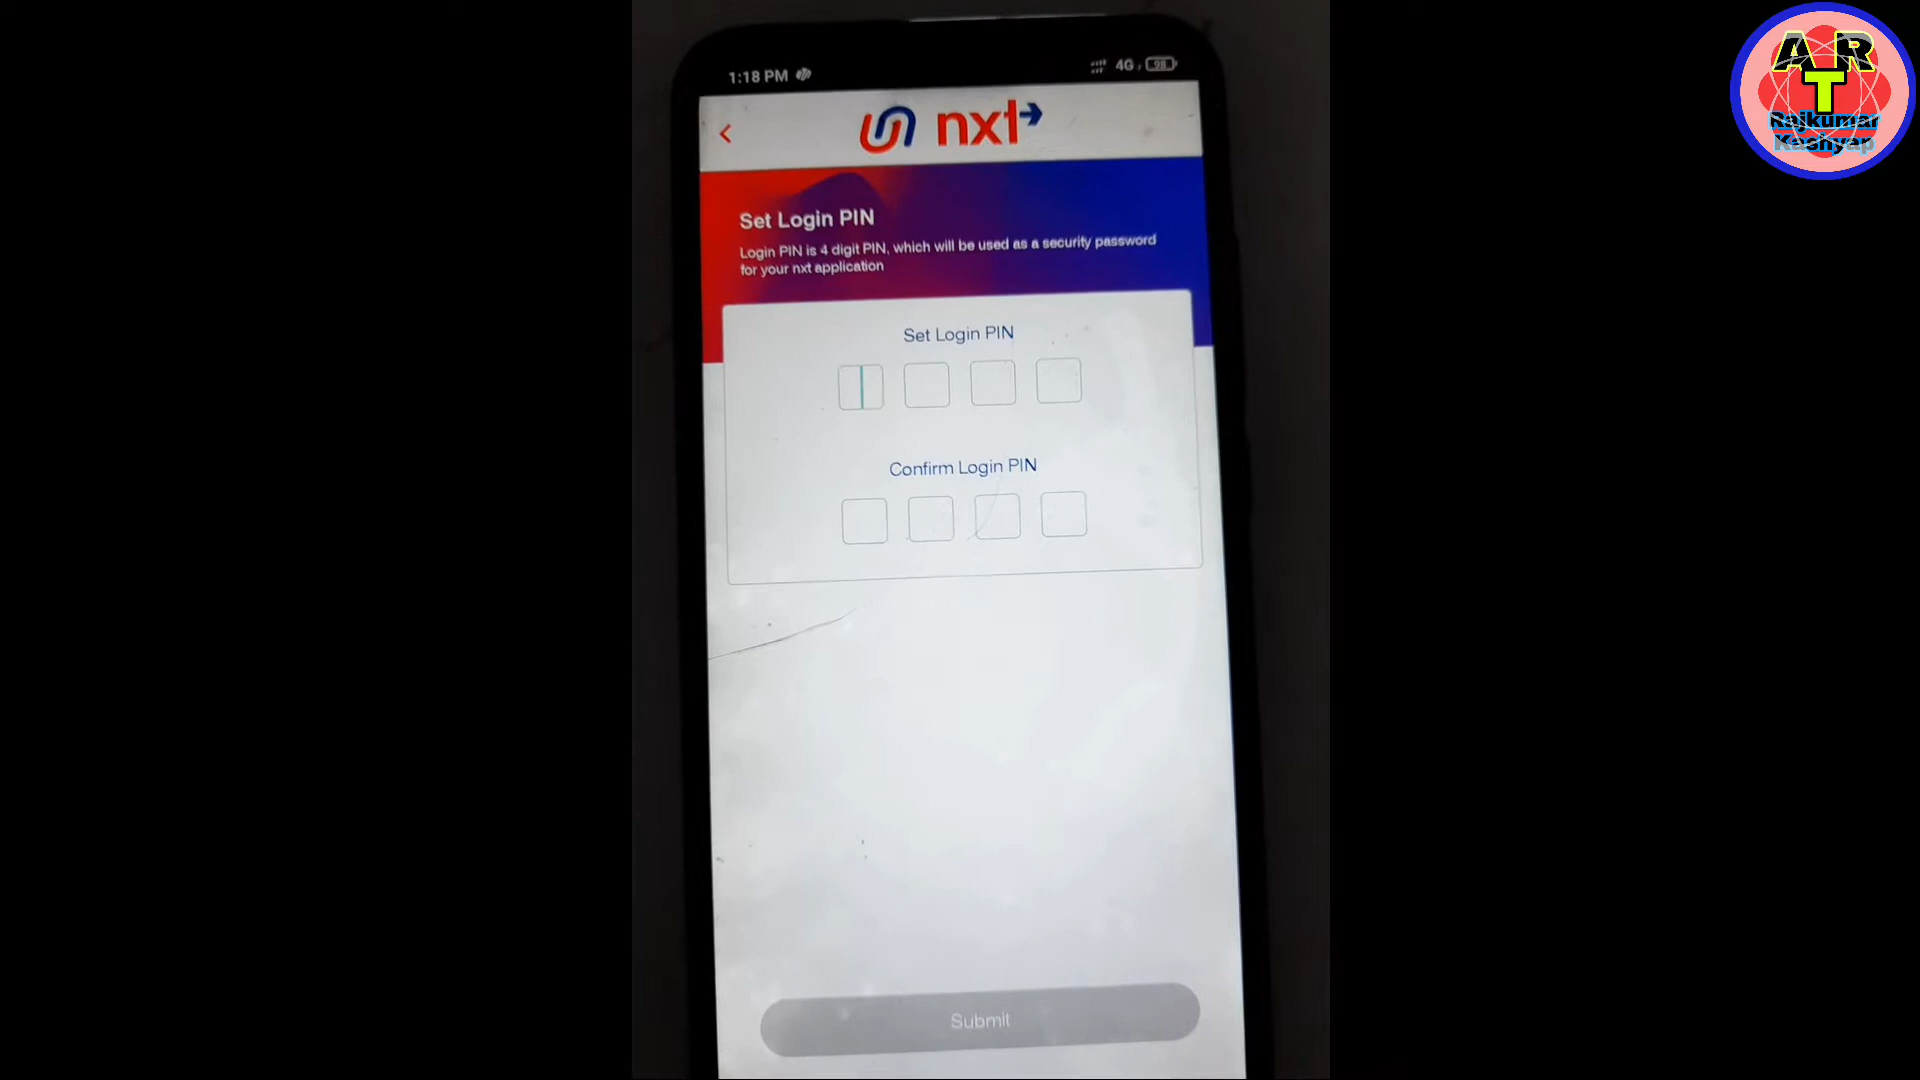 1:18 PM
4G 98
nxt
Set Login PIN
Login PIN is 4 digit PIN, which will be used as a security password
for your nxt application
Set Login PIN
Confirm Login PIN
Submit
ART
Rajkumar
Kashyap